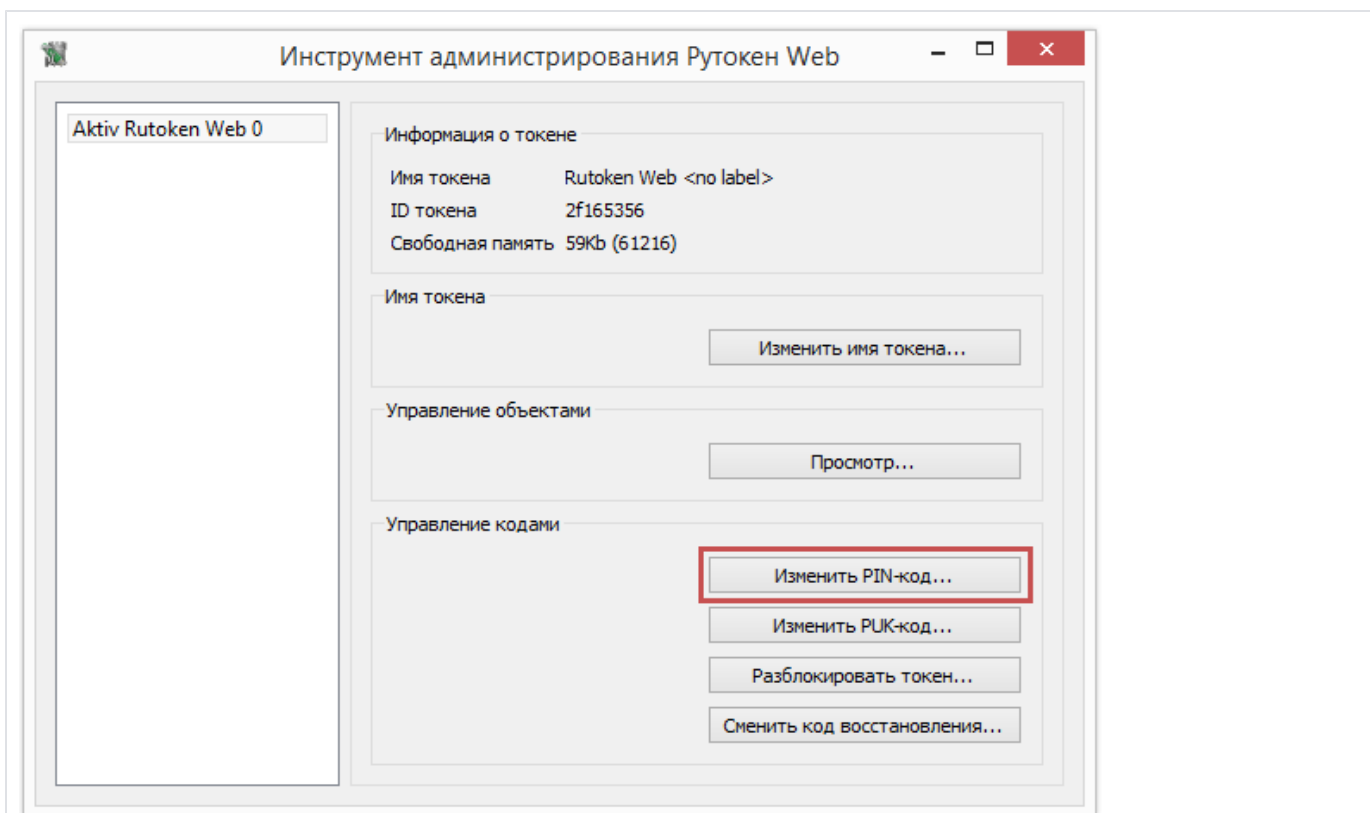 Инструмент администрирования Рутокен Web
Aktiv Rutoken Web 0
Информация о токене
Имя токена Rutoken Web <no label>
ID токена 2f165356
Свободная память 59Kb (61216)
Имя токена
Изменить имя токена...
Управление объектами
Просмотр...
Управление кодами
Изменить PIN-код...
Изменить PUK-код...
Разблокировать токен...
Сменить код восстановления...